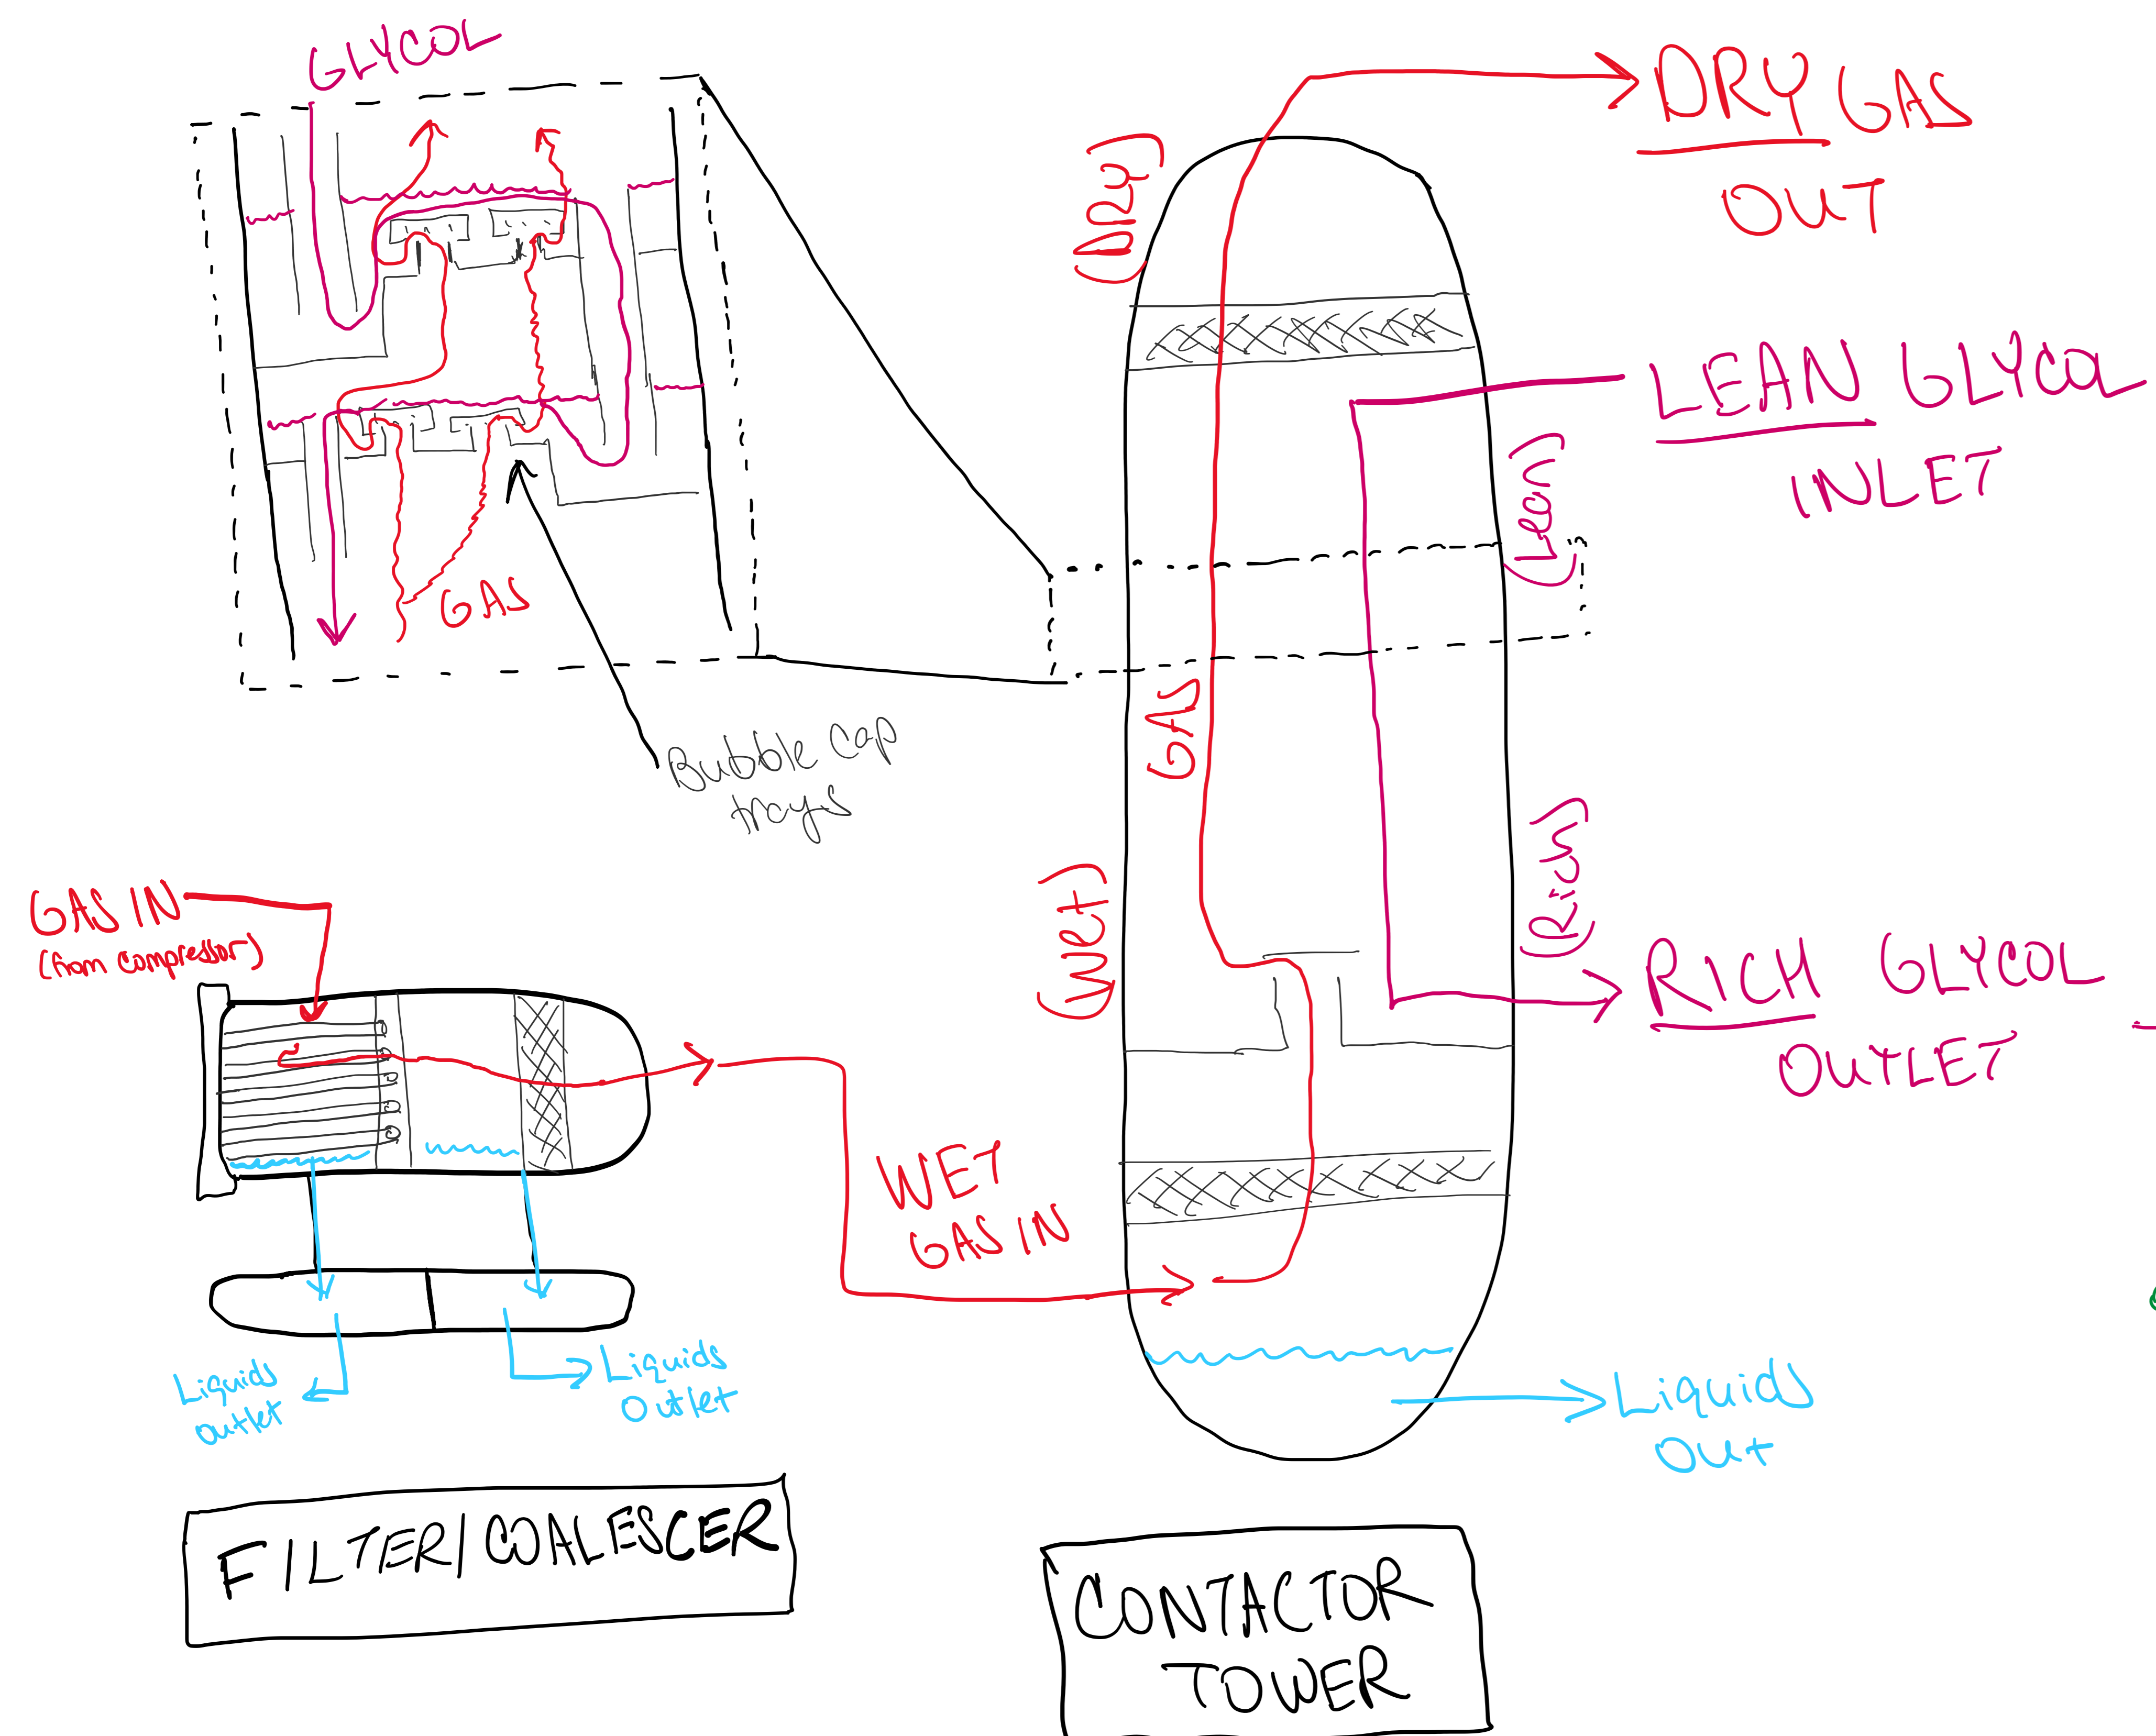 GLYCOL
DRY GAS
OUT
(Dry)
LEAN GLYCOL
INLET
(Lean)
GAS
GAS
Bubble Cap
trays
(Wet)
(Rich)
GAS IN
(from compressor)
RICH GLYCOL
OUTLET
WET
GAS IN
Liquids
outlet
Liquids
Outlet
Liquids
Out
FILTER/COALESCER
CONTACTOR
TOWER